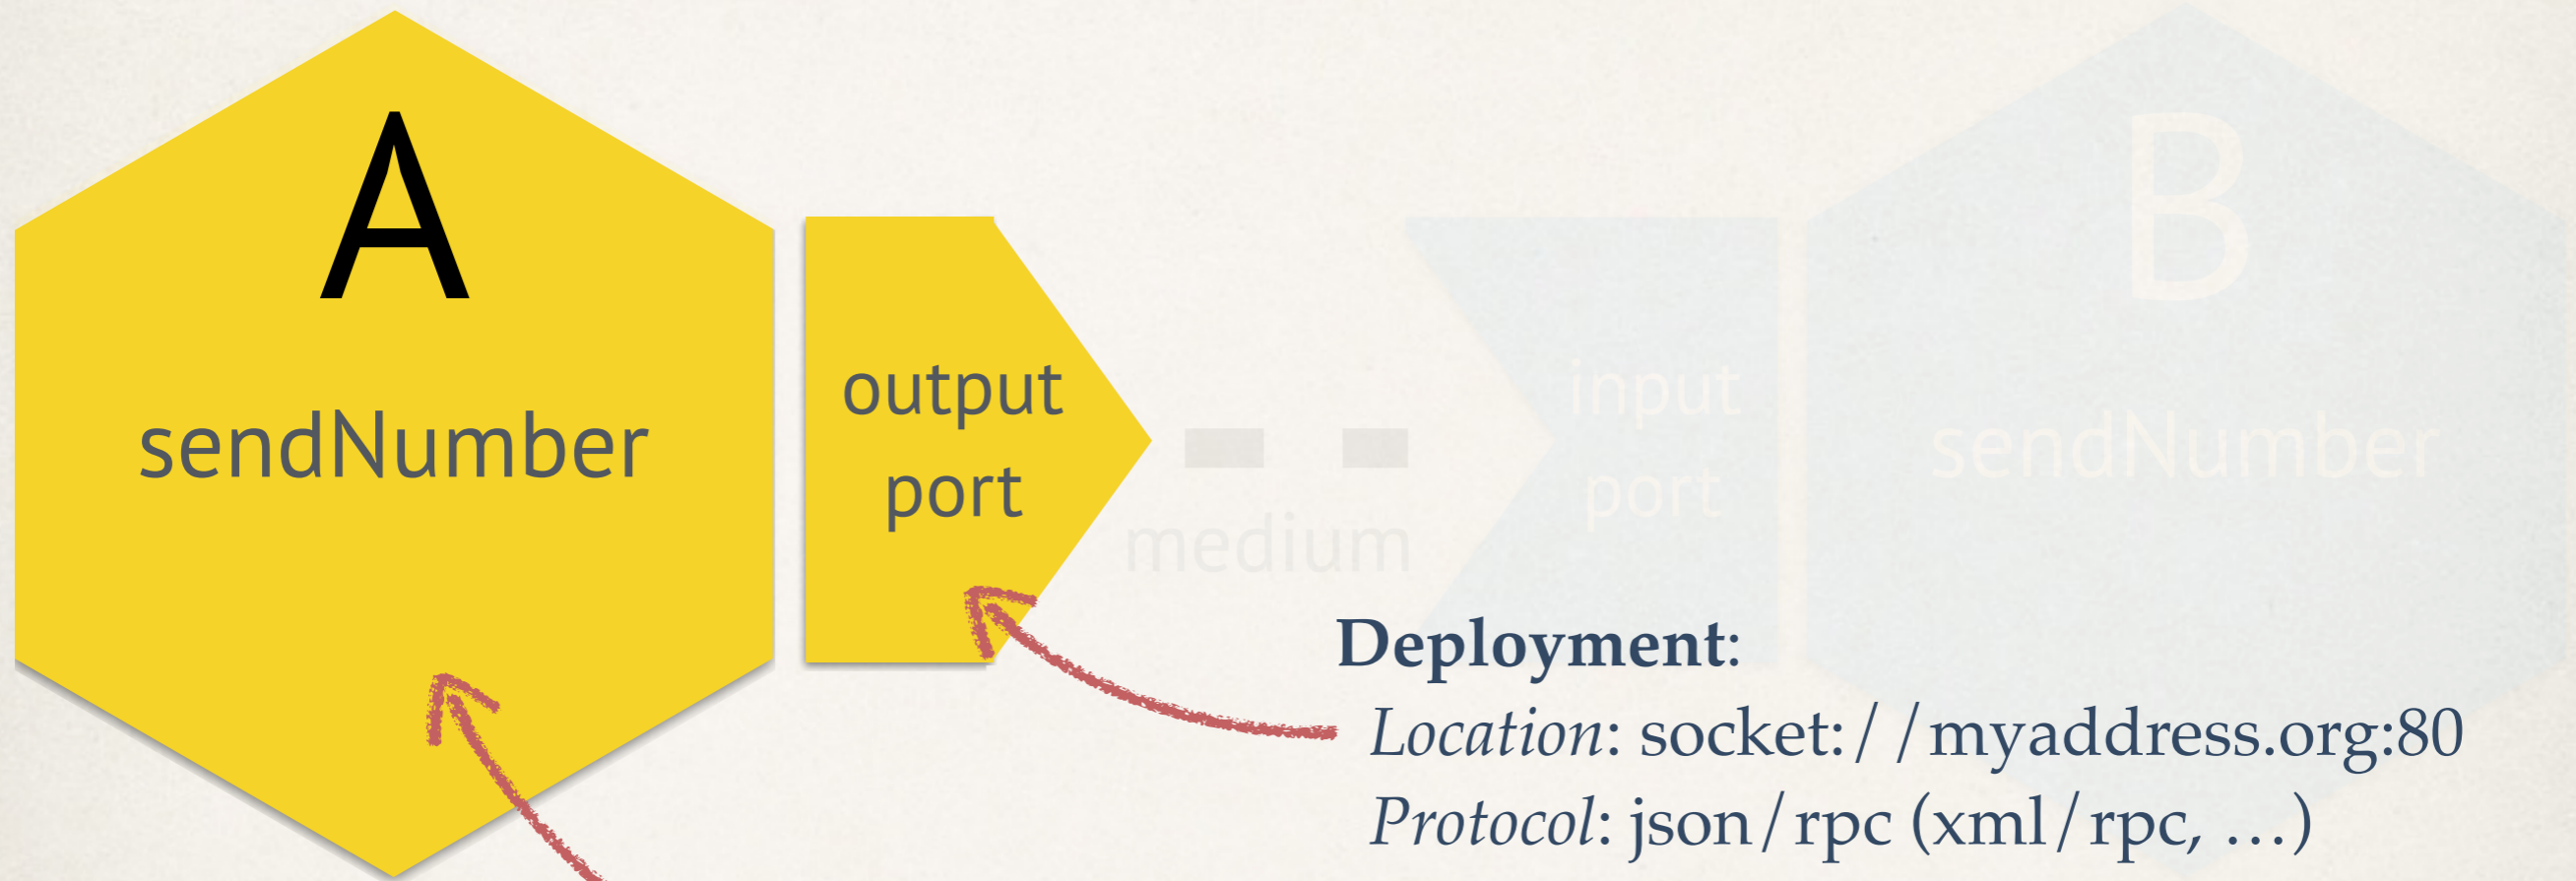 A
sendNumber
output
port
medium
input
port
B
sendNumber
Deployment:
Location: socket://myaddress.org:80
Protocol: json/rpc (xml/rpc, …)